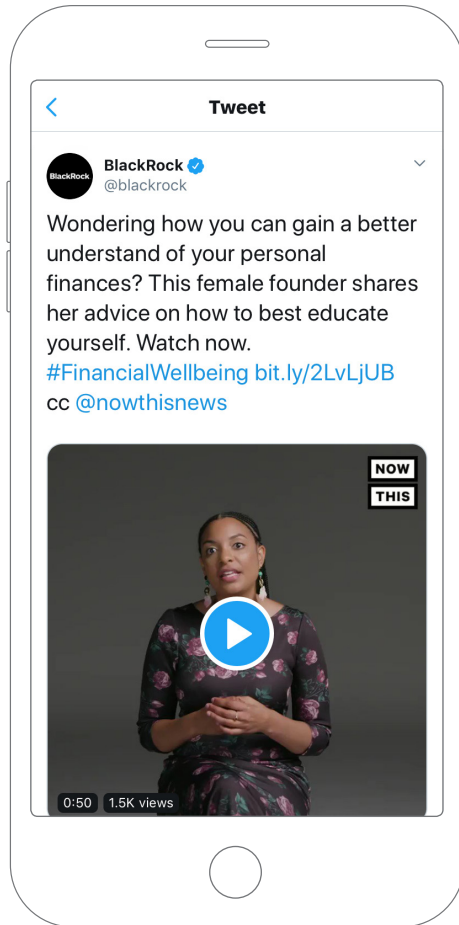 Tweet
BlackRock
BlackRock
@blackrock
Wondering how you can gain a better
understand of your personal
finances? This female founder shares
her advice on how to best educate
yourself. Watch now.
#FinancialWellbeing bit.ly/2LvLjUB
cc @nowthisnews
NOW
THIS
0:50 1.5K views